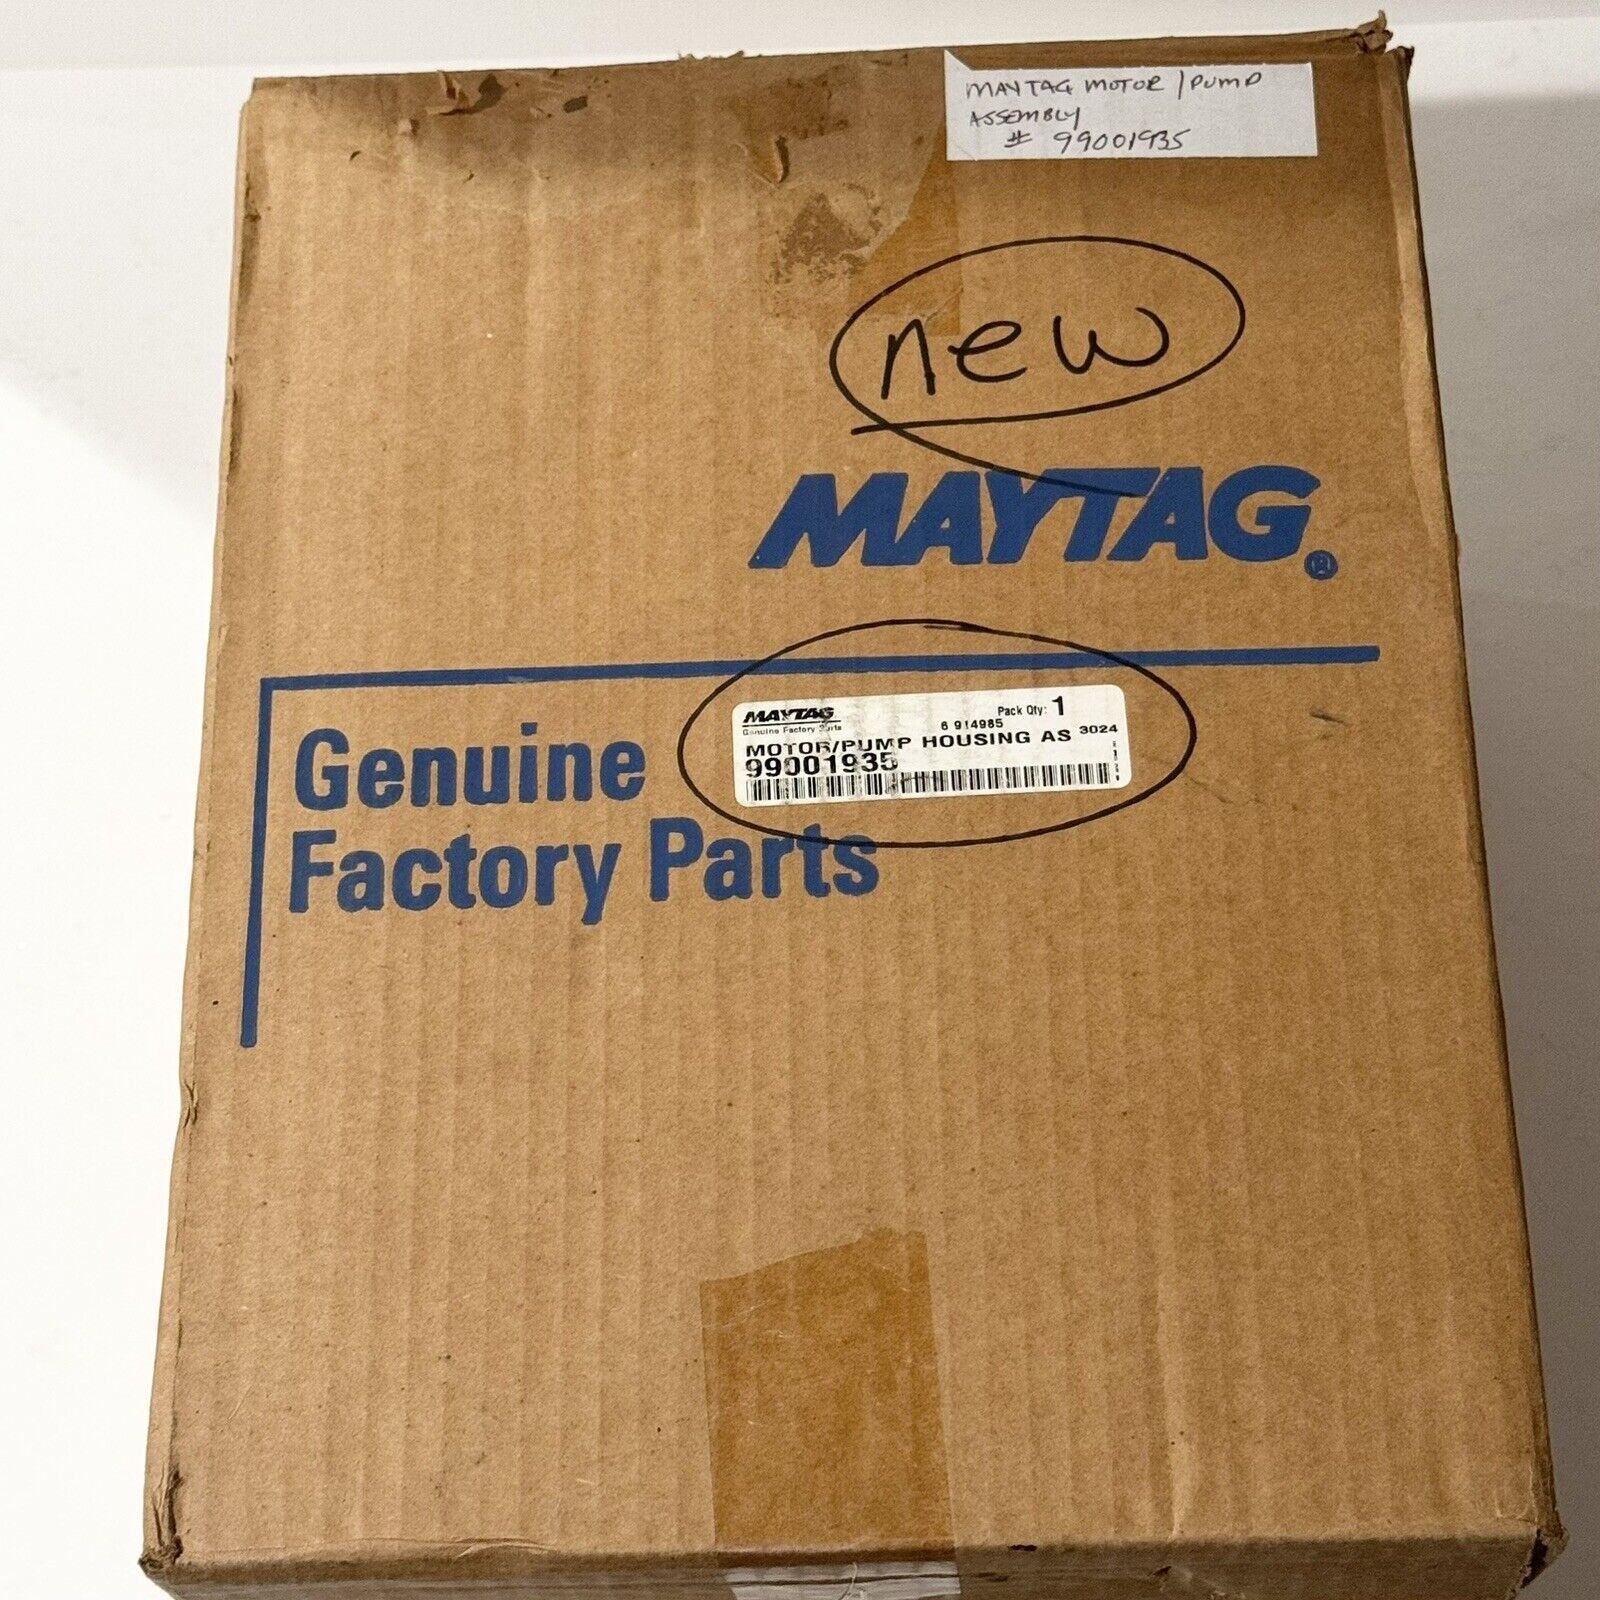 MAYTAG MOTOR / PUMP
ASSEMBLY
# 99001935
new
MAYTAG®
Genuine
Factory Parts
MAYTAG
Genuine Factory Parts
Pack Qty: 1
6 914985
MOTOR/PUMP HOUSING AS 3024
99001935